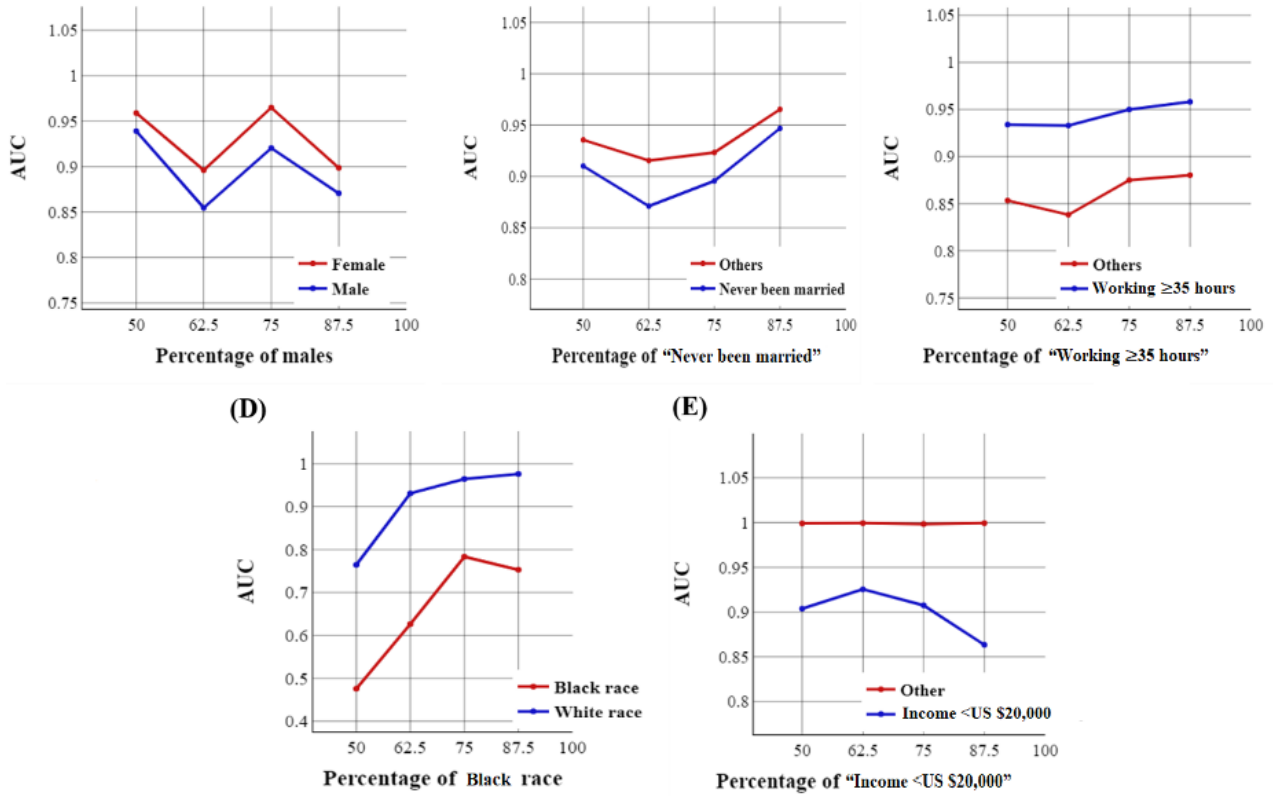 1.05
1
0.95
0.9
0.85
0.8
0.75
AUC
Female
Male
50 62.5 75 87.5 100
Percentage of males
1.05
1
0.95
0.9
0.85
0.8
AUC
Others
Never been married
50 62.5 75 87.5 100
Percentage of “Never been married”
1.05
1
0.95
0.9
0.85
0.8
0.75
AUC
Others
Working ≥35 hours
50 62.5 75 87.5 100
Percentage of “Working ≥35 hours”
(D)
1
0.9
0.8
0.7
0.6
0.5
0.4
AUC
Black race
White race
50 62.5 75 87.5 100
Percentage of Black race
(E)
1.05
1
0.95
0.9
0.85
0.8
AUC
Other
Income <US $20,000
50 62.5 75 87.5 100
Percentage of “Income <US $20,000”